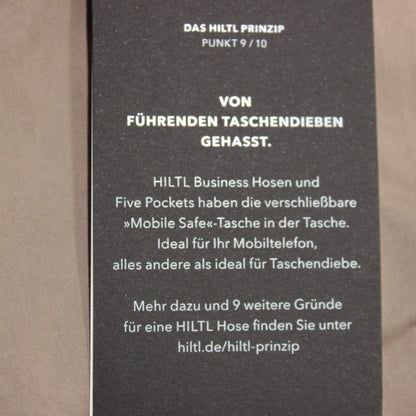 DAS HILTL PRINZIP
PUNKT 9 / 10
VON
FÜHRENDEN TASCHENDIEBEN
GEHASST.
HILTL Business Hosen und
Five Pockets haben die verschließbare
»Mobile Safe«-Tasche in der Tasche.
Ideal für Ihr Mobiltelefon,
alles andere als ideal für Taschendiebe.
Mehr dazu und 9 weitere Gründe
für eine HILTL Hose finden Sie unter
hiltl.de/hiltl-prinzip